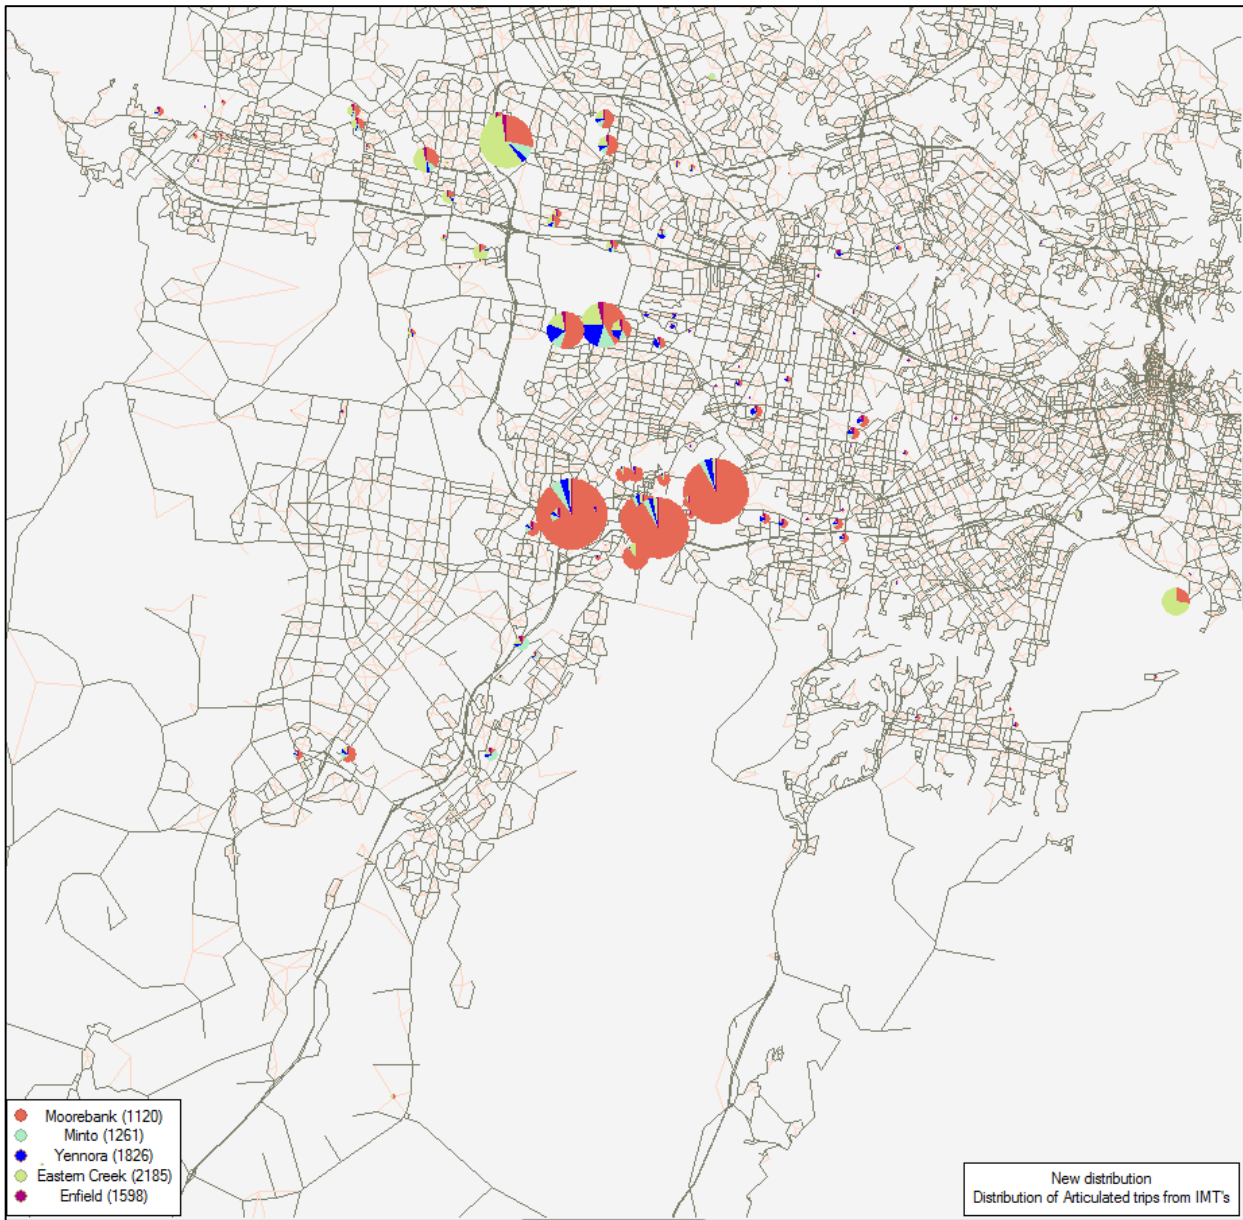 Moorebank (1120)
Minto (1261)
Yennora (1826)
Eastern Creek (2185)
Enfield (1598)
New distribution
Distribution of Articulated trips from IMT's